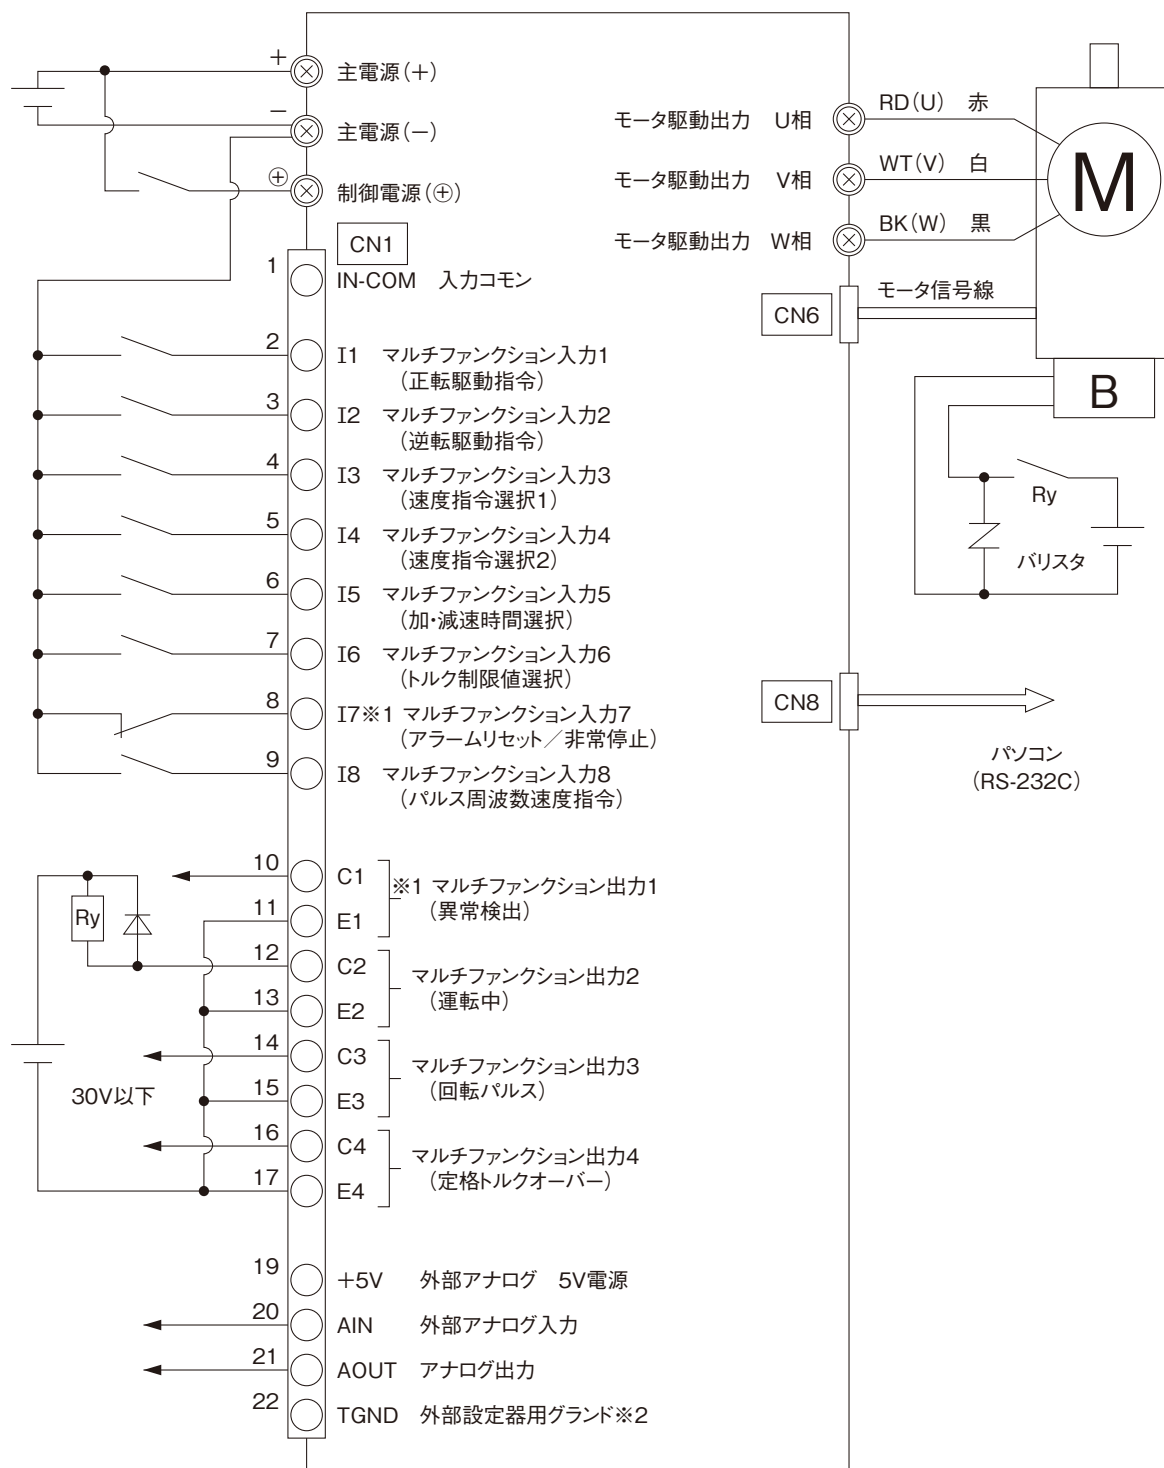 +
主電源(+)
−
主電源(−)
⊕
制御電源(⊕)
モータ駆動出力 U相
RD(U) 赤
モータ駆動出力 V相
WT(V) 白
モータ駆動出力 W相
BK(W) 黒
M
CN1
1
IN-COM 入力コモン
モータ信号線
CN6
B
Ry
バリスタ
2
I1 マルチファンクション入力1
(正転駆動指令)
3
I2 マルチファンクション入力2
(逆転駆動指令)
4
I3 マルチファンクション入力3
(速度指令選択1)
5
I4 マルチファンクション入力4
(速度指令選択2)
6
I5 マルチファンクション入力5
(加・減速時間選択)
7
I6 マルチファンクション入力6
(トルク制限値選択)
8
I7※1 マルチファンクション入力7
(アラームリセット/非常停止)
9
I8 マルチファンクション入力8
(パルス周波数速度指令)
CN8
パソコン
(RS-232C)
10
C1
※1 マルチファンクション出力1
(異常検出)
11
E1
Ry
12
C2
マルチファンクション出力2
(運転中)
13
E2
14
C3
マルチファンクション出力3
(回転パルス)
15
E3
30V以下
16
C4
マルチファンクション出力4
(定格トルクオーバー)
17
E4
19
+5V 外部アナログ 5V電源
20
AIN 外部アナログ入力
21
AOUT アナログ出力
22
TGND 外部設定器用グランド※2